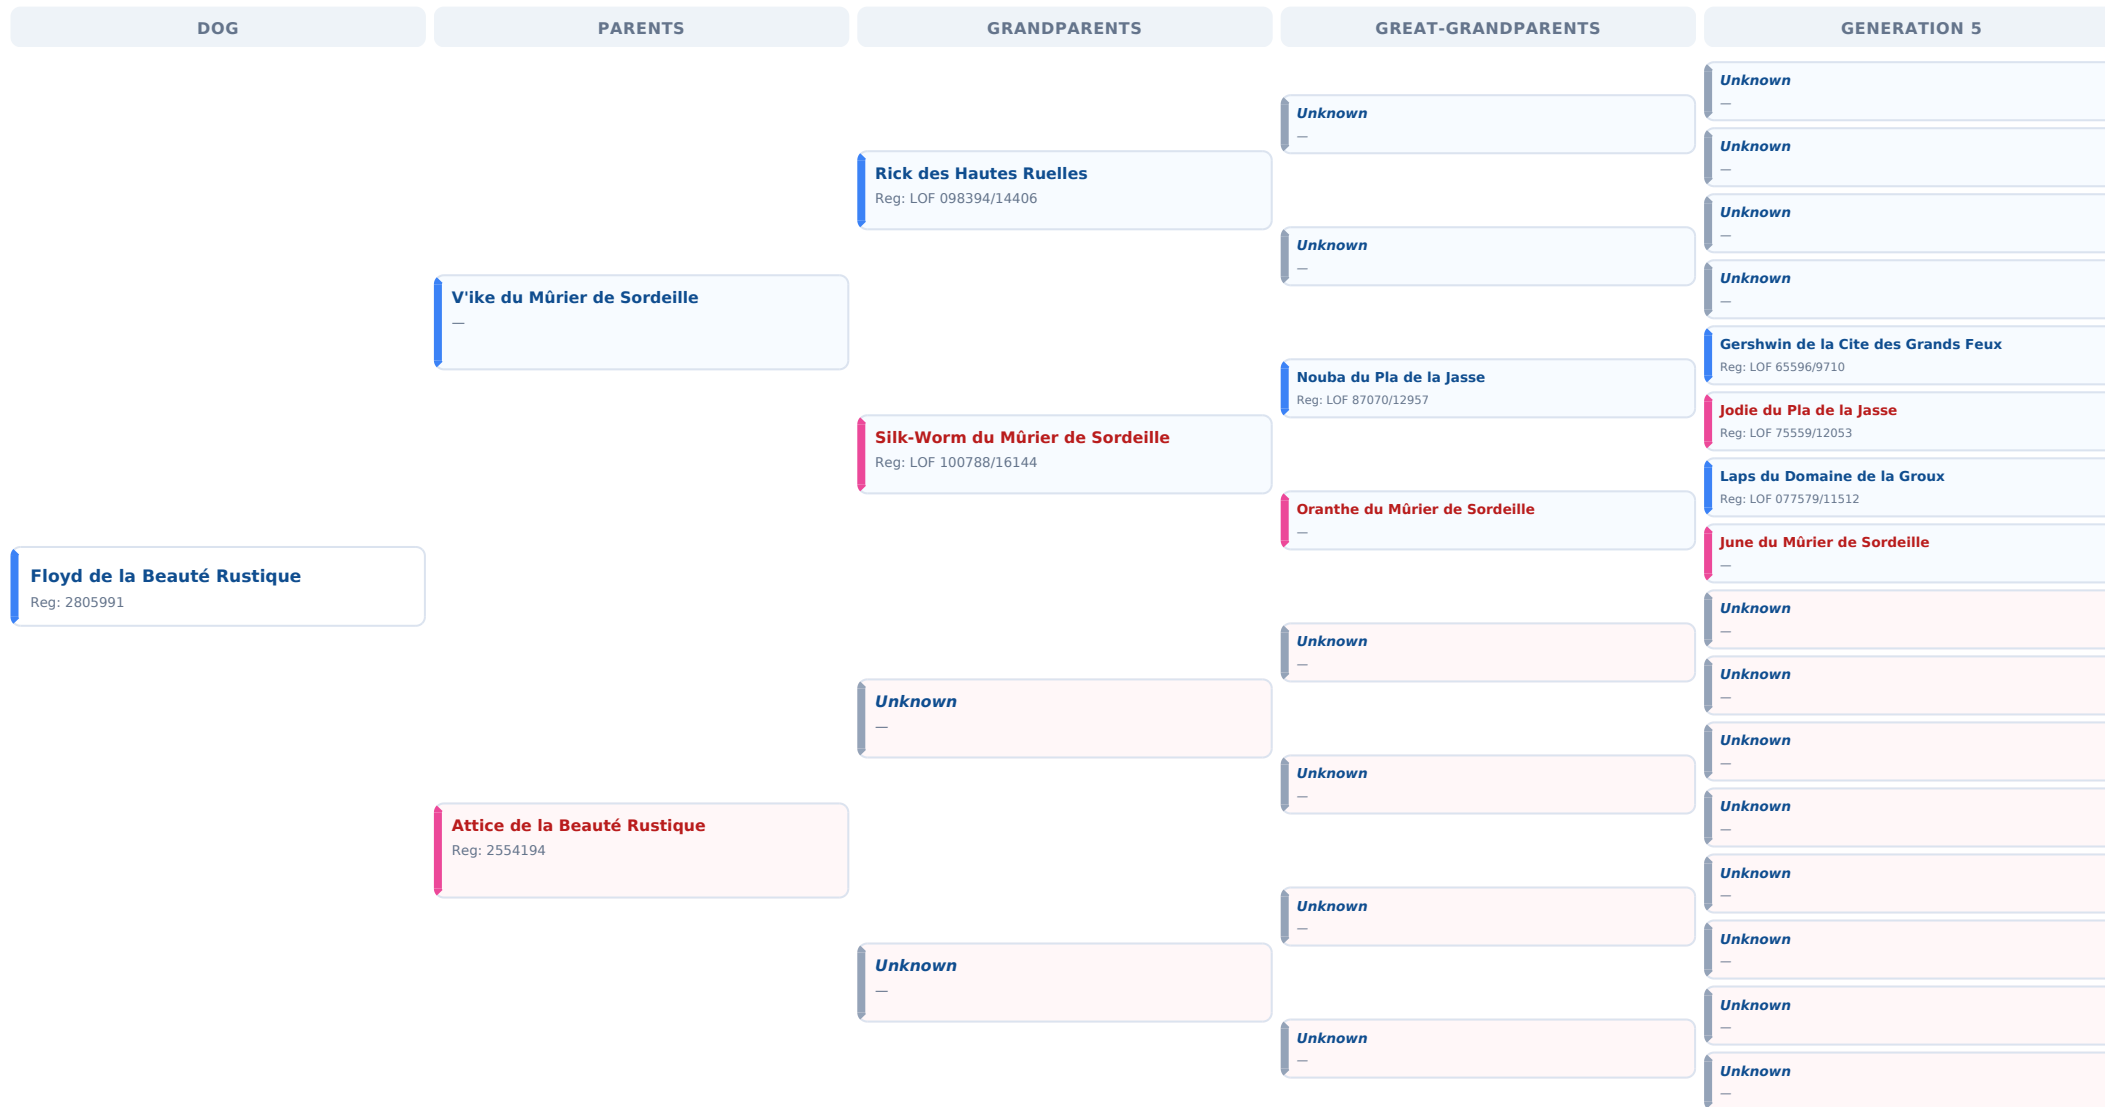 DOG
PARENTS
GRANDPARENTS
GREAT-GRANDPARENTS
GENERATION 5
Floyd de la Beauté Rustique
Reg: 2805991
V'ike du Mûrier de Sordeille
—
Attice de la Beauté Rustique
Reg: 2554194
Rick des Hautes Ruelles
Reg: LOF 098394/14406
Silk-Worm du Mûrier de Sordeille
Reg: LOF 100788/16144
Unknown
—
Unknown
—
Unknown
—
Unknown
—
Nouba du Pla de la Jasse
Reg: LOF 87070/12957
Oranthe du Mûrier de Sordeille
—
Unknown
—
Unknown
—
Unknown
—
Unknown
—
Unknown
—
Unknown
—
Unknown
—
Unknown
—
Gershwin de la Cite des Grands Feux
Reg: LOF 65596/9710
Jodie du Pla de la Jasse
Reg: LOF 75559/12053
Laps du Domaine de la Groux
Reg: LOF 077579/11512
June du Mûrier de Sordeille
—
Unknown
—
Unknown
—
Unknown
—
Unknown
—
Unknown
—
Unknown
—
Unknown
—
Unknown
—